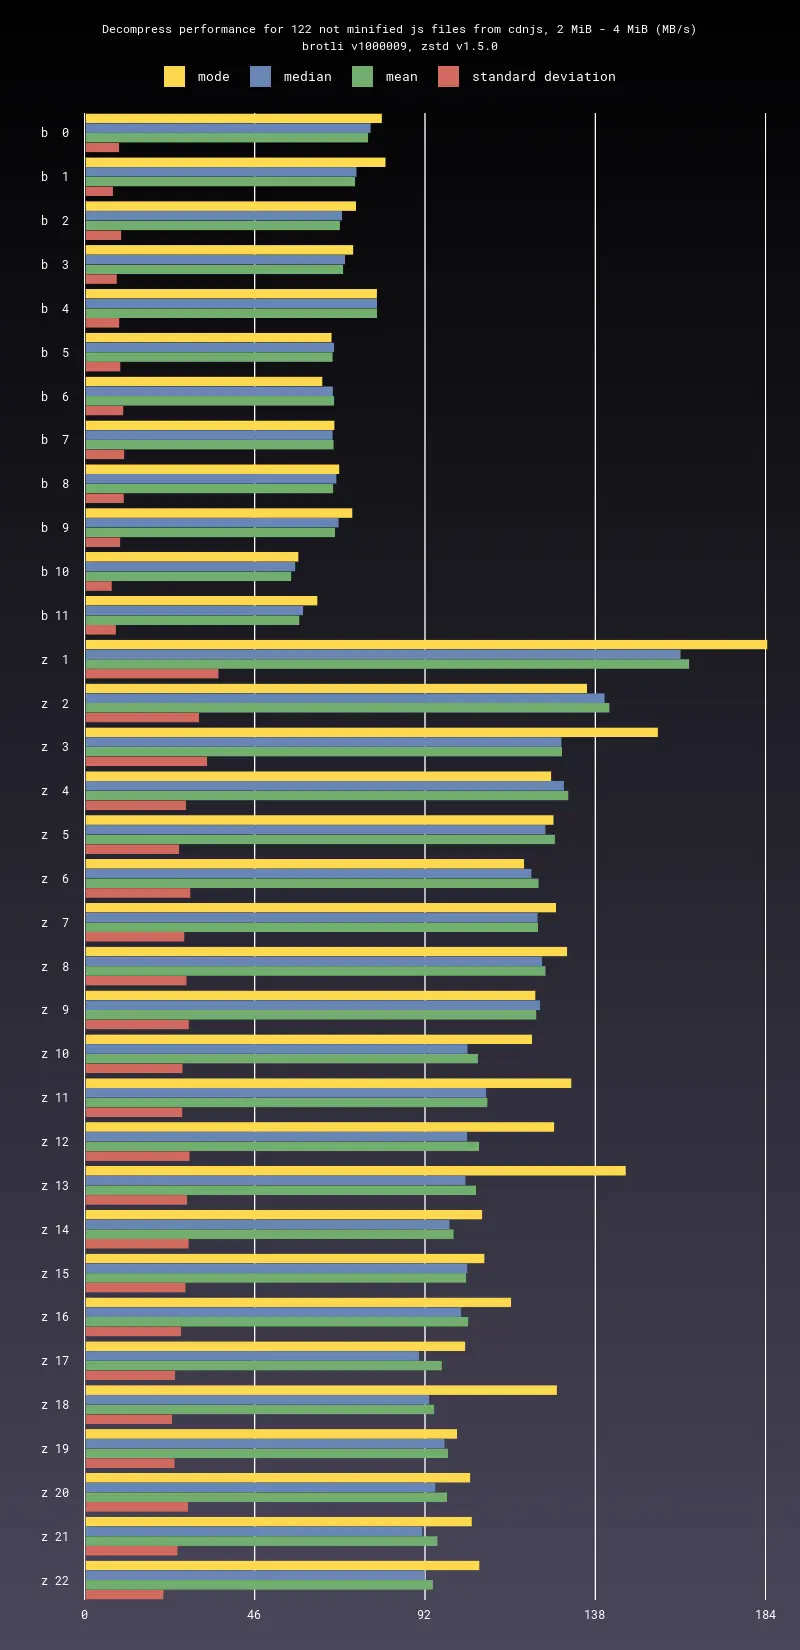 Decompress performance for 122 not minified js files from cdnjs, 2 MiB - 4 MiB (MB/s)
brotli v1000009, zstd v1.5.0
mode median mean standard deviation
b 0
b 1
b 2
b 3
b 4
b 5
b 6
b 7
b 8
b 9
b 10
b 11
z 1
z 2
z 3
z 4
z 5
z 6
z 7
z 8
z 9
z 10
z 11
z 12
z 13
z 14
z 15
z 16
z 17
z 18
z 19
z 20
z 21
z 22
0 46 92 138 184